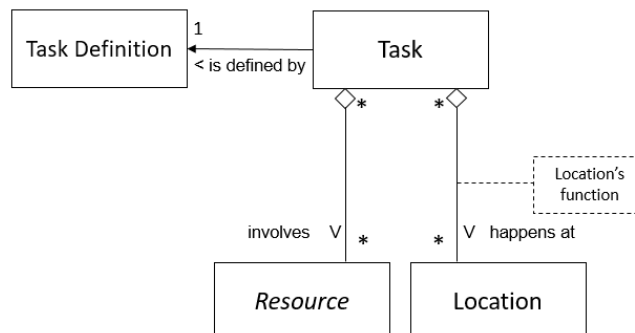 Task Definition
1
< is defined by
Task
* *
Location's
function
involves V * * V happens at
Resource
Location